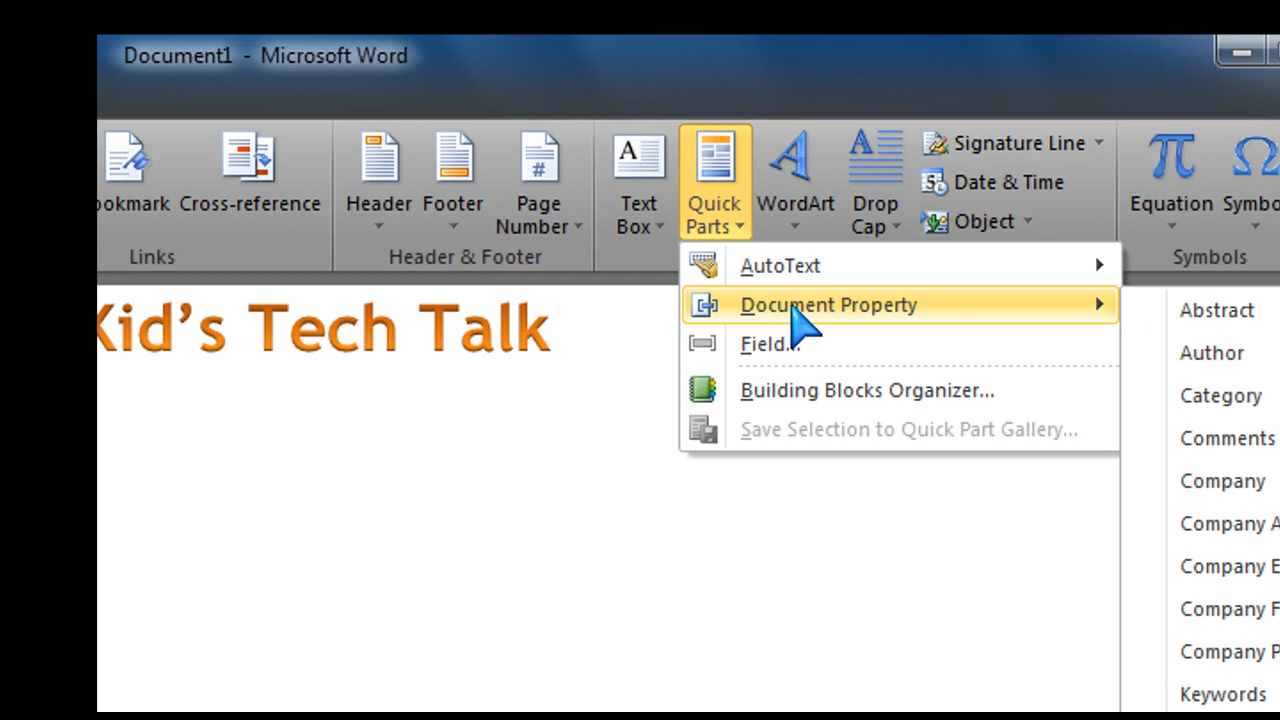 Document1 - Microsoft Word
Cross-reference
Links
Header
Footer
Page
Number
Header & Footer
Text
Box
Quick
Parts
WordArt
Drop
Cap
Signature Line
Date & Time
Object
Equation
Symbols
AutoText
Document Property
Field...
Building Blocks Organizer...
Save Selection to Quick Part Gallery...
Kid's Tech Talk
Abstract
Author
Category
Comments
Company
Company A
Company E
Company F
Company P
Keywords